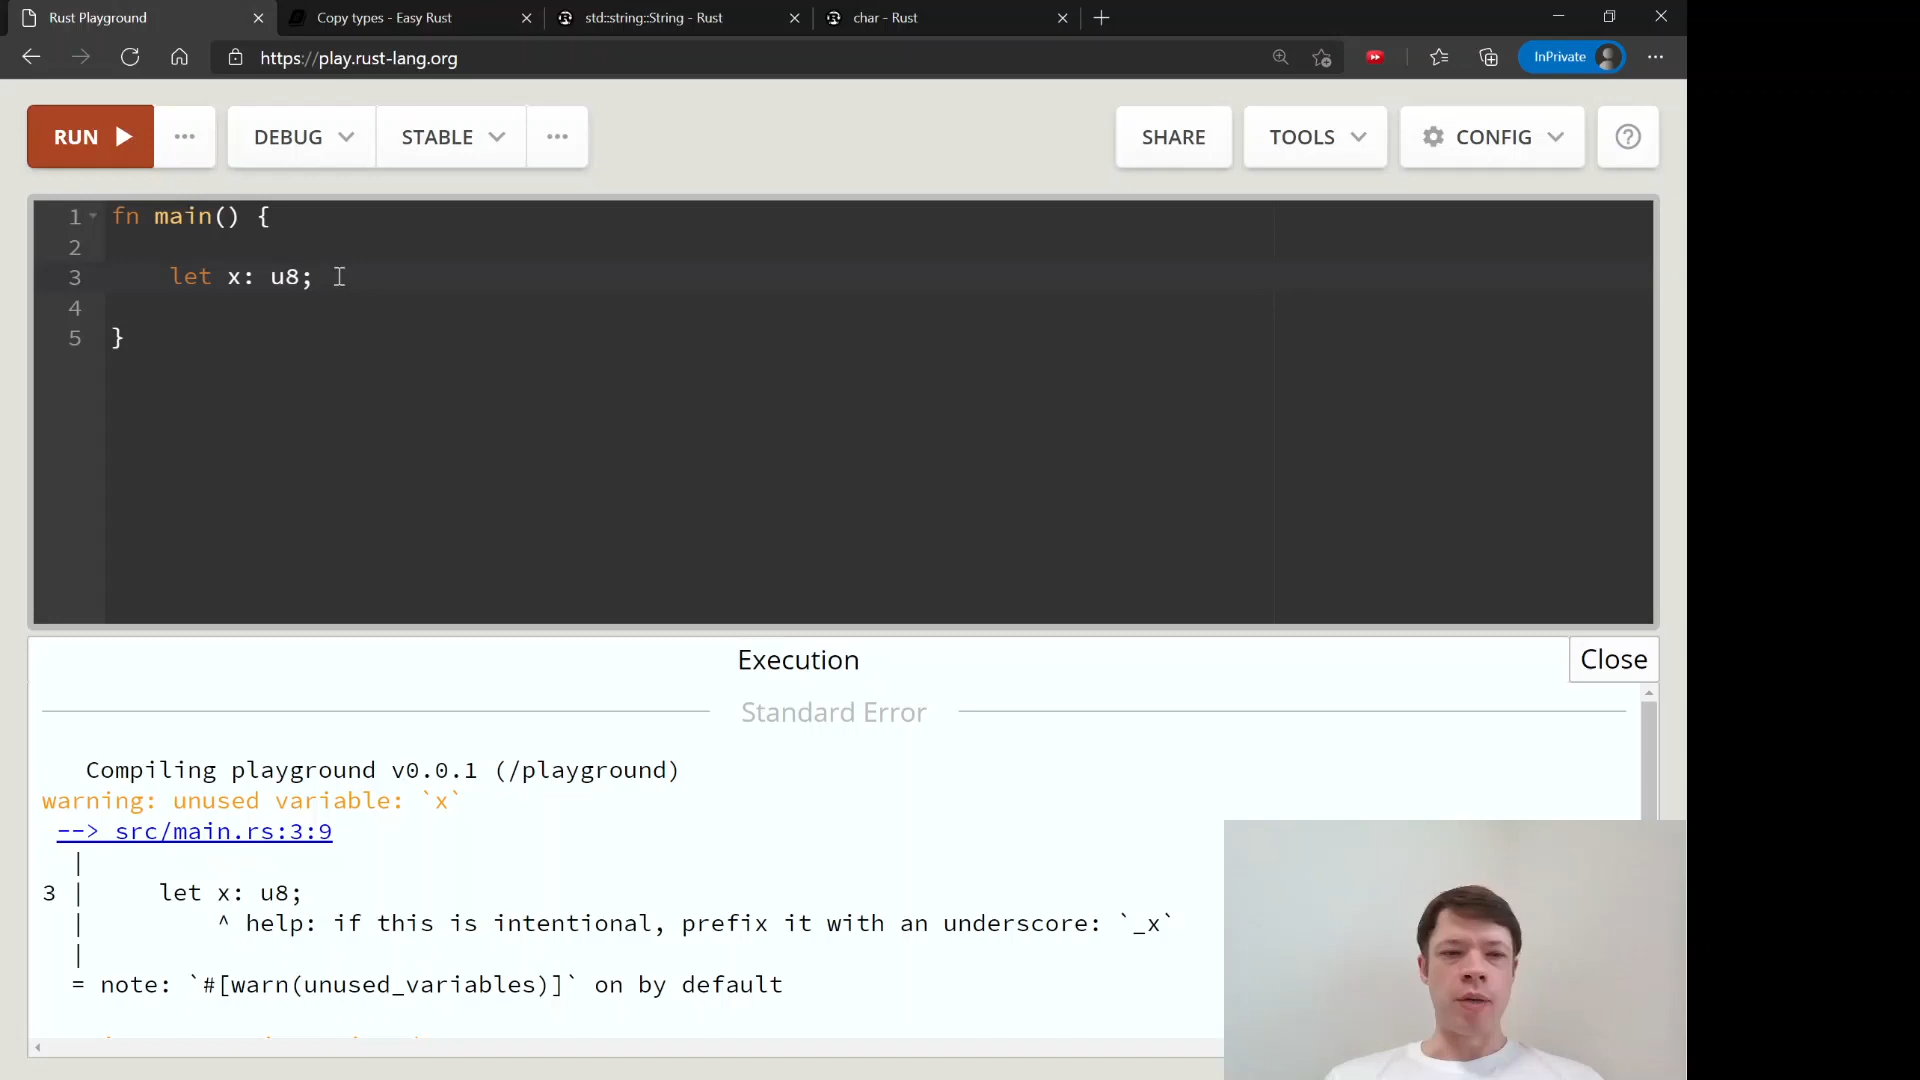 Rust Playground
Copy types - Easy Rust
std::string::String - Rust
char - Rust
https://play.rust-lang.org
InPrivate
RUN
DEBUG
STABLE
SHARE
TOOLS
CONFIG
1 fn main() {
2
3     let x: u8;
4
5 }
Execution
Close
Standard Error
Compiling playground v0.0.1 (/playground)
warning: unused variable: `x`
--> src/main.rs:3:9
|
3 |     let x: u8;
|         ^ help: if this is intentional, prefix it with an underscore: `_x`
|
= note: `#[warn(unused_variables)]` on by default